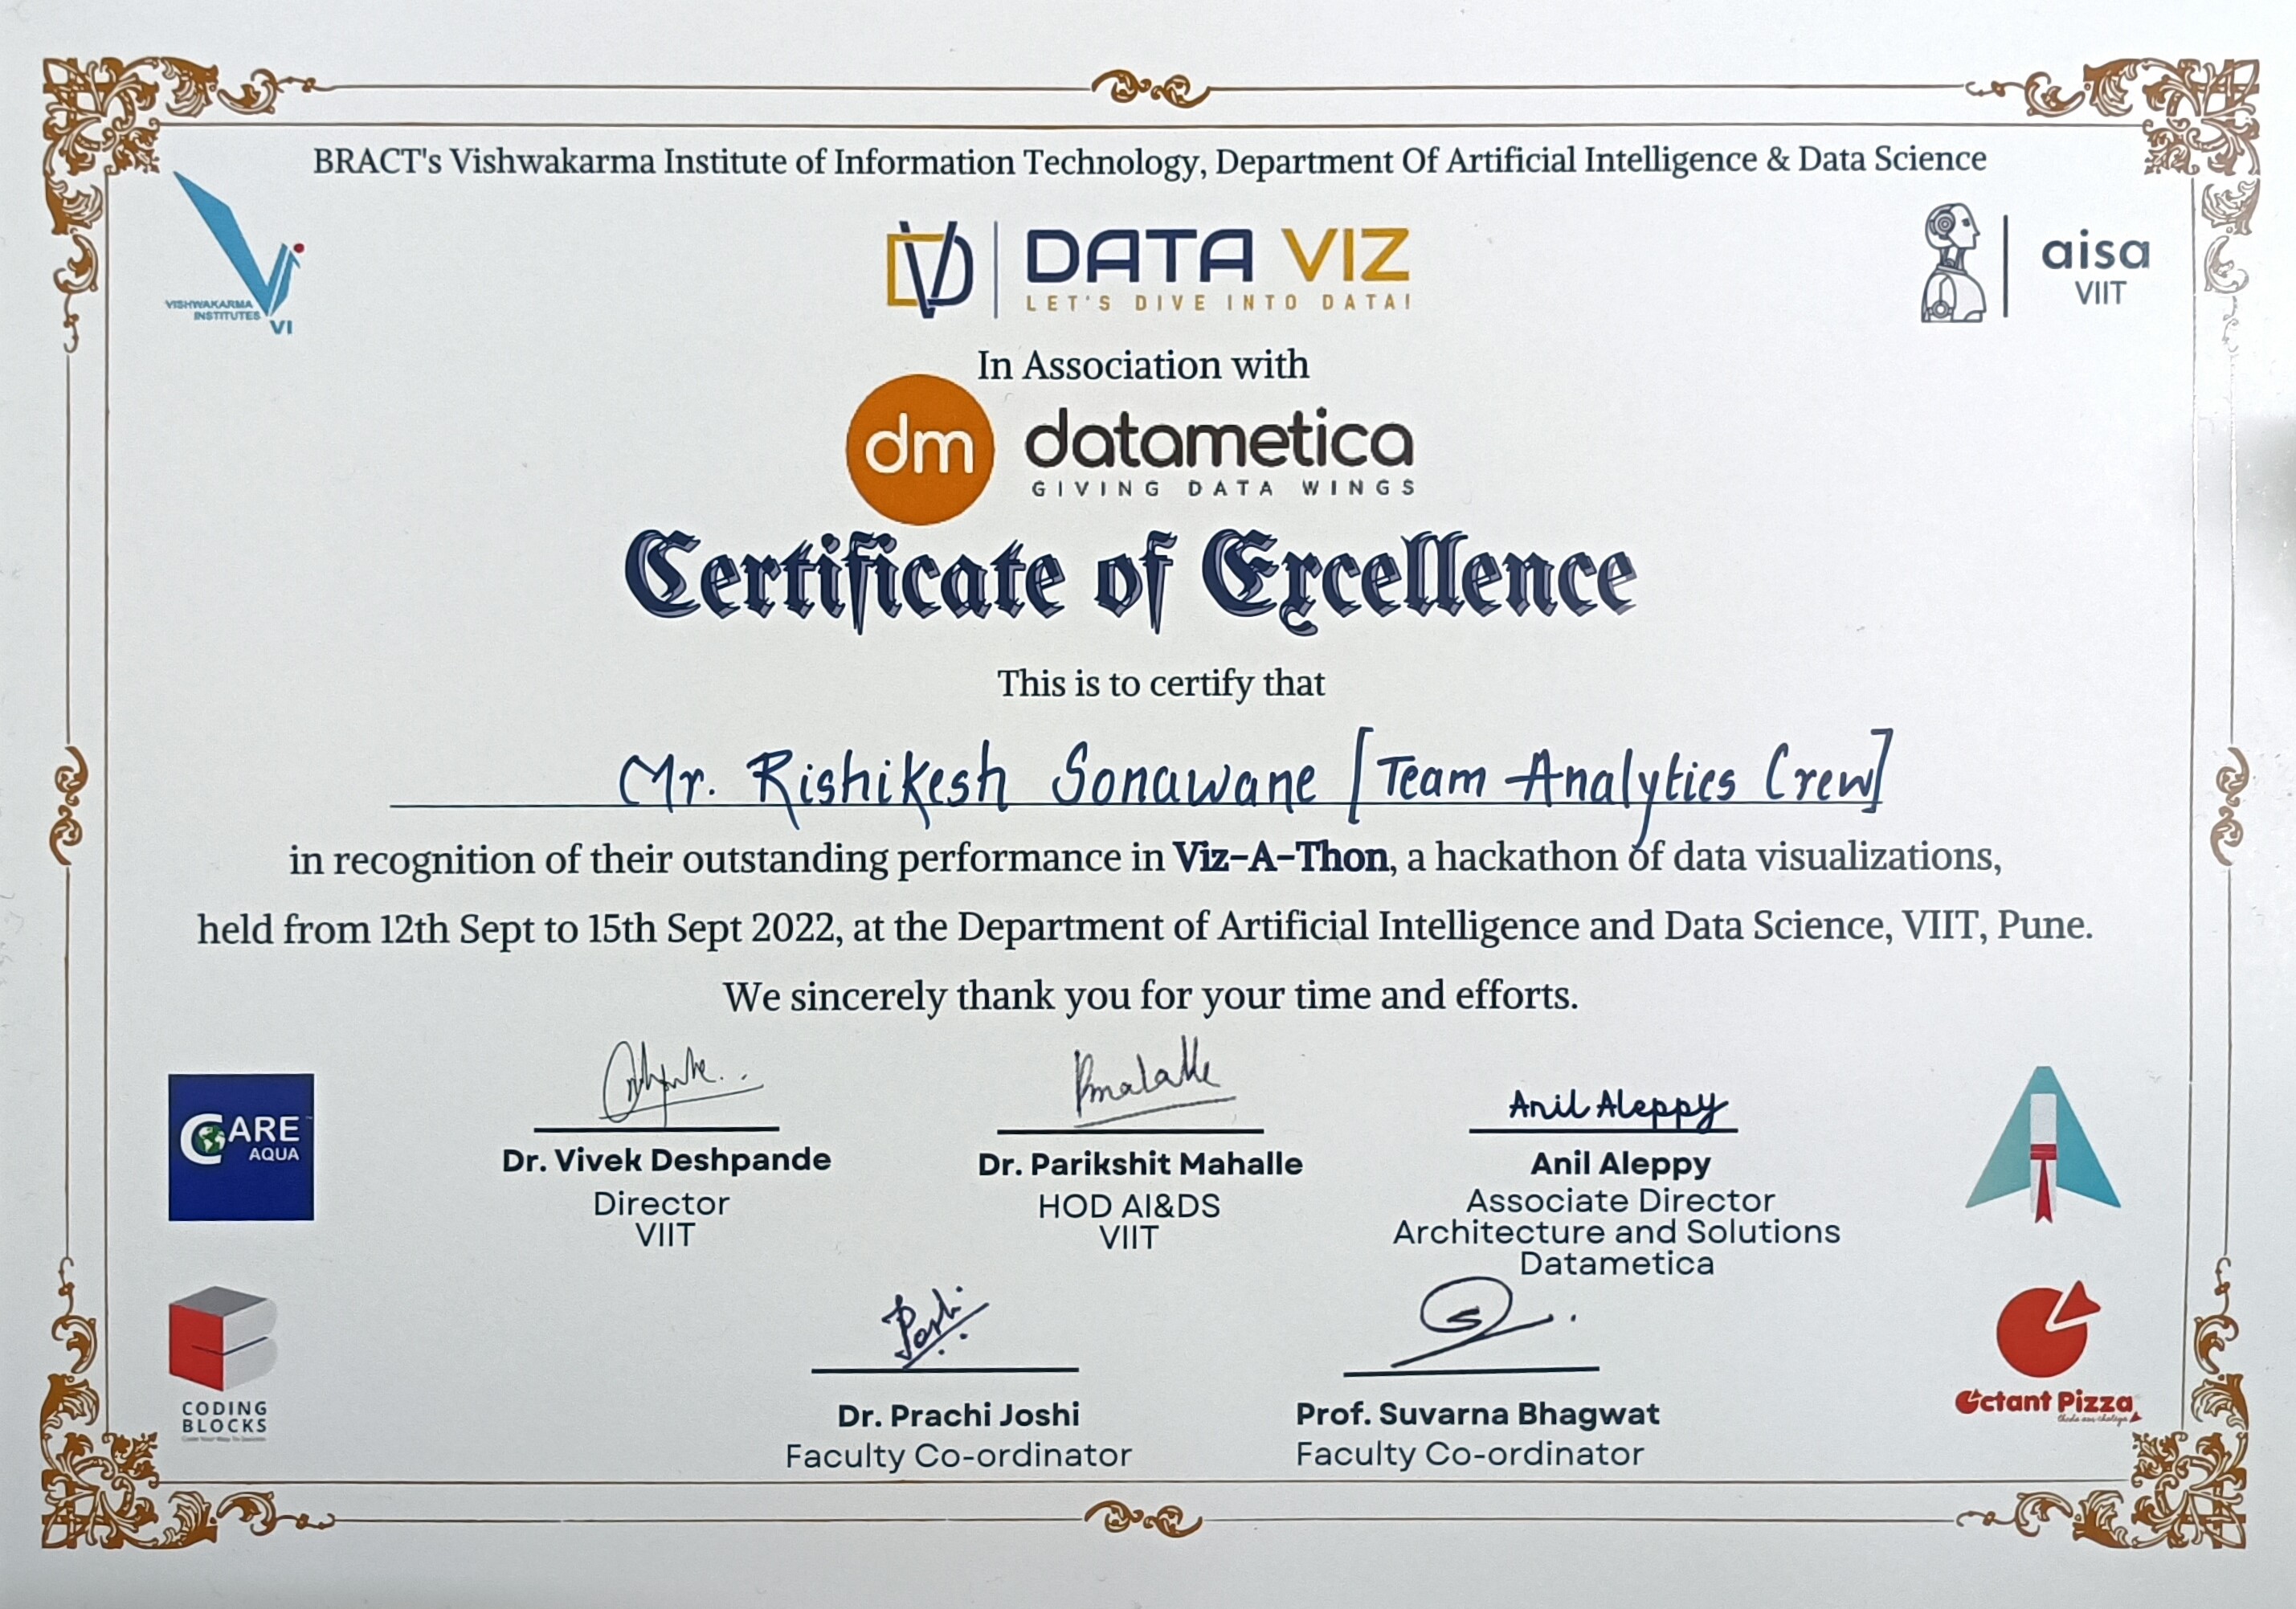 BRACT's Vishwakarma Institute of Information Technology, Department Of Artificial Intelligence & Data Science
VISHWAKARMA
INSTITUTES
VI
DATA VIZ
LET'S DIVE INTO DATA!
aisa
VIIT
In Association with
dm
datametica
GIVING DATA WINGS
Certificate of Excellence
This is to certify that
Mr. Rishikesh Sonawane [Team Analytics Crew]
in recognition of their outstanding performance in Viz-A-Thon, a hackathon of data visualizations,
held from 12th Sept to 15th Sept 2022, at the Department of Artificial Intelligence and Data Science, VIIT, Pune.
We sincerely thank you for your time and efforts.
CARE
AQUA
Anil Aleppy
Dr. Vivek Deshpande
Director
VIIT
Dr. Parikshit Mahalle
HOD AI&DS
VIIT
Anil Aleppy
Associate Director
Architecture and Solutions
Datametica
CODING
BLOCKS
Joshi
Dr. Prachi Joshi
Faculty Co-ordinator
Prof. Suvarna Bhagwat
Faculty Co-ordinator
Octant Pizza